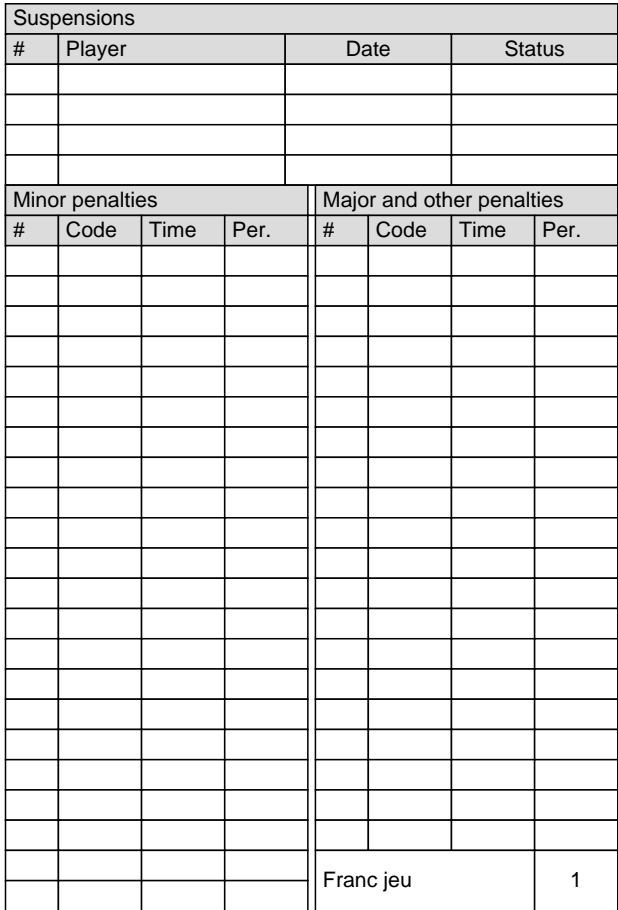 Suspensions
# Player Date Status
Minor penalties Major and other penalties
# Code Time Per. # Code Time Per.
Franc jeu 1